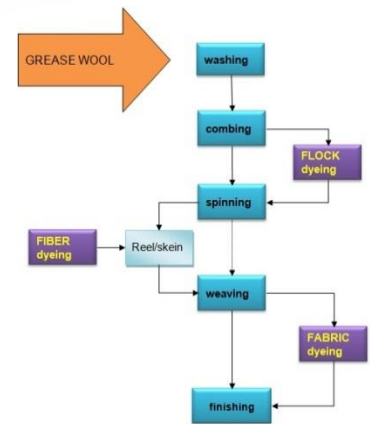 GREASE WOOL
washing
combing
FLOCK
dyeing
spinning
FIBER
dyeing
Reel/skein
weaving
FABRIC
dyeing
finishing